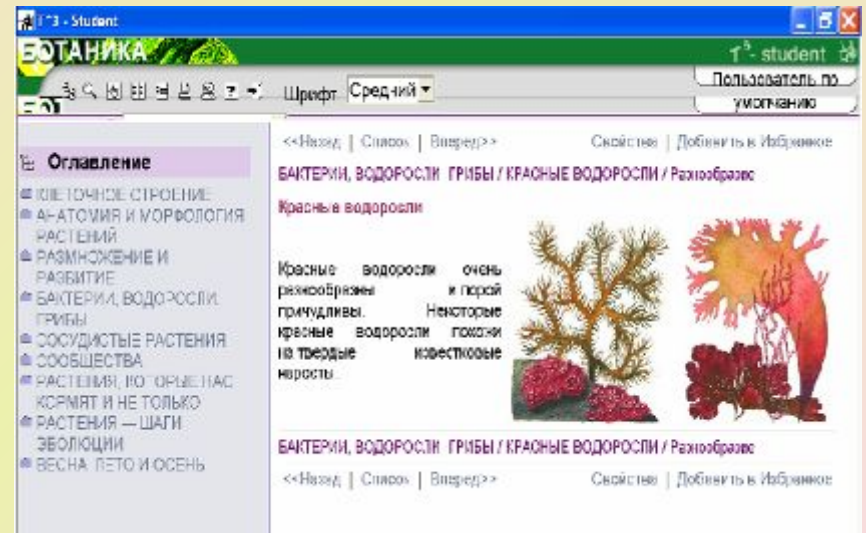 T^3 - Student
БОТАНИКА
T³- student
Шрифт Средний
Пользователь по
умолчанию
БОТ
Оглавление
<<Назад | Список | Вперед>>
Свойства | Добавить в Избранное
БАКТЕРИИ, ВОДОРОСЛИ ГРИБЫ / КРАСНЫЕ ВОДОРОСЛИ / Разнообразие
Красные водоросли
КЛЕТОЧНОЕ СТРОЕНИЕ
АНАТОМИЯ И МОРФОЛОГИЯ
РАСТЕНИЙ
РАЗМНОЖЕНИЕ И
РАЗВИТИЕ
БАКТЕРИИ, ВОДОРОСЛИ,
ГРИБЫ
СОСУДИСТЫЕ РАСТЕНИЯ
СООБЩЕСТВА
РАСТЕНИЯ, КОТОРЫЕ НАС
КОРМЯТ И НЕ ТОЛЬКО
РАСТЕНИЯ — ШАГИ
ЭВОЛЮЦИИ
ВЕСНА ЛЕТО И ОСЕНЬ
Красные водоросли очень
разнообразны и порой
причудливы. Некоторые
красные водоросли похожи
на твердые известковые
наросты.
БАКТЕРИИ, ВОДОРОСЛИ ГРИБЫ / КРАСНЫЕ ВОДОРОСЛИ / Разнообразие
<<Назад | Список | Вперед>>
Свойства | Добавить в Избранное